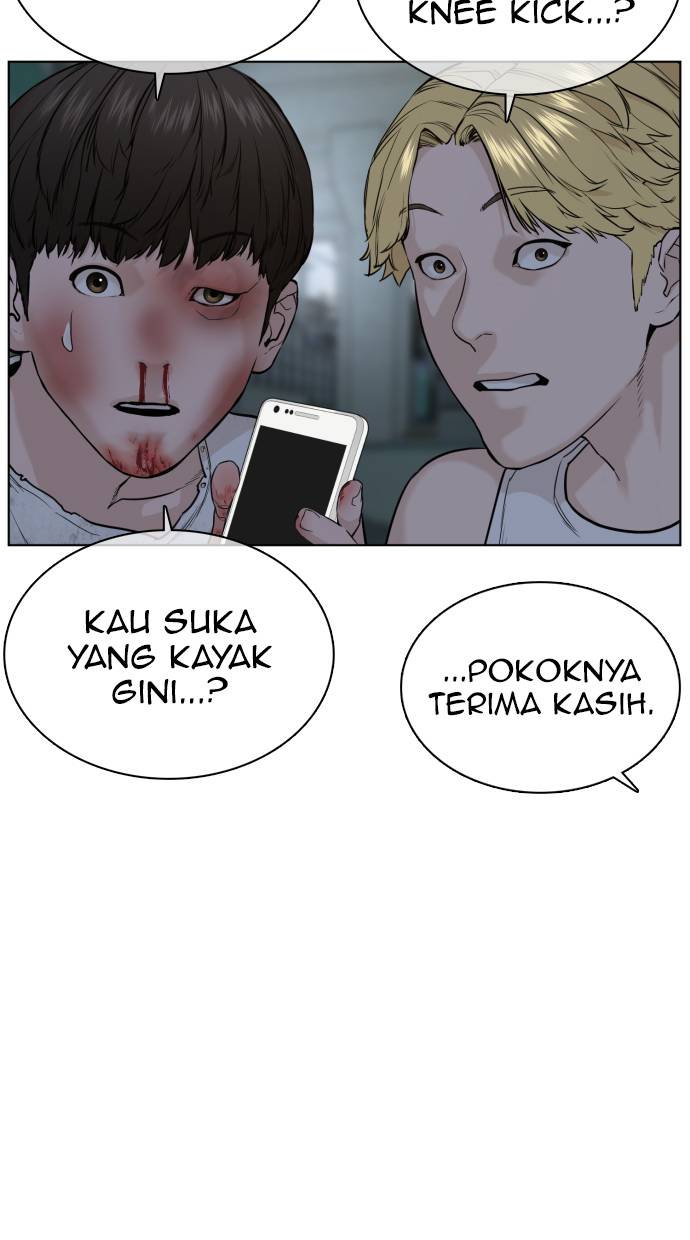 KNEE KICK...?
KAU SUKA
YANG KAYAK
GINI...?
...POKOKNYA
TERIMA KASIH.